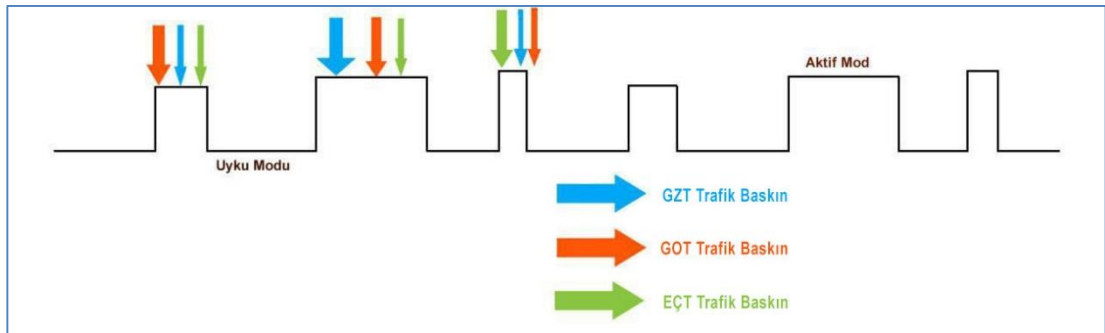 Aktif Mod
Uyku Modu
GZT Trafik Baskın
GOT Trafik Baskın
EÇT Trafik Baskın